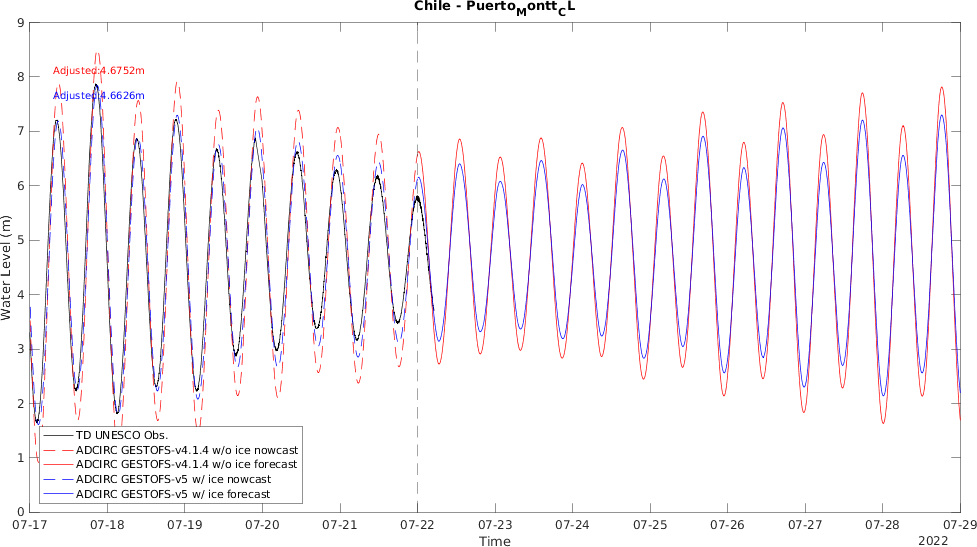 Chile - PuertoMonttCL
9
8
7
6
5
4
3
2
1
0
Water Level (m)
Adjusted:4.6752m
Adjusted:4.6626m
TD UNESCO Obs.
ADCIRC GESTOFS-v4.1.4 w/o ice nowcast
ADCIRC GESTOFS-v4.1.4 w/o ice forecast
ADCIRC GESTOFS-v5 w/ ice nowcast
ADCIRC GESTOFS-v5 w/ ice forecast
07-17 07-18 07-19 07-20 07-21 07-22 07-23 07-24 07-25 07-26 07-27 07-28 07-29
Time
2022